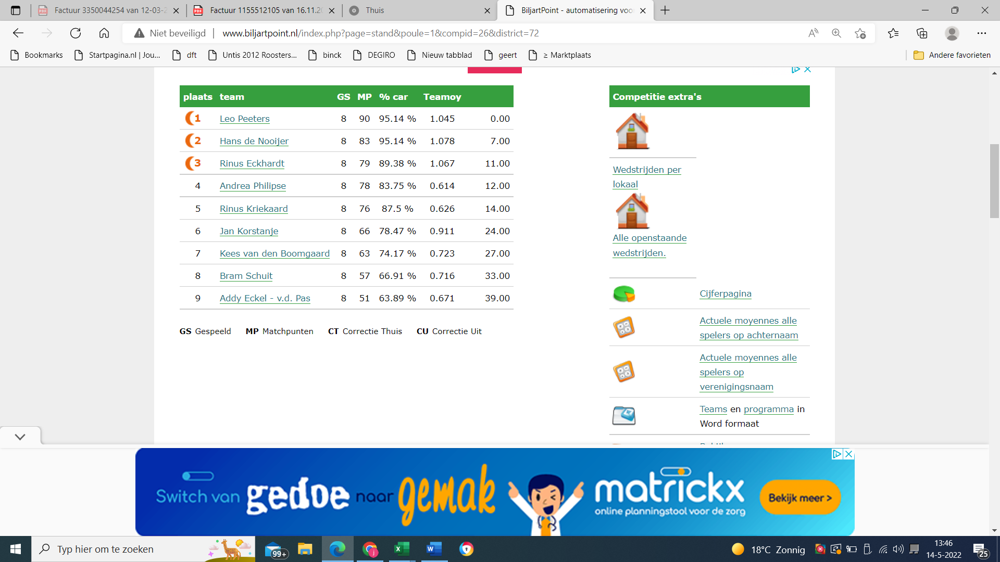 Factuur 3350044254 van 12-03-2
Factuur 1155512105 van 16.11.20
Thuis
BiljartPoint - automatisering voo
Niet beveiligd
www.biljartpoint.nl/index.php?page=stand&poule=1&compid=26&district=72
Bookmarks
Startpagina.nl | Jou...
dft
Untis 2012 Roosters...
binck
DEGIRO
Nieuw tabblad
geert
≥ Marktplaats
Andere favorieten
plaats team GS MP % car Teamoy
1 Leo Peeters 8 90 95.14 % 1.045 0.00
2 Hans de Nooijer 8 83 95.14 % 1.078 7.00
3 Rinus Eckhardt 8 79 89.38 % 1.067 11.00
4 Andrea Philipse 8 78 83.75 % 0.614 12.00
5 Rinus Kriekaard 8 76 87.5 % 0.626 14.00
6 Jan Korstanje 8 66 78.47 % 0.911 24.00
7 Kees van den Boomgaard 8 63 74.17 % 0.723 27.00
8 Bram Schuit 8 57 66.91 % 0.716 33.00
9 Addy Eckel - v.d. Pas 8 51 63.89 % 0.671 39.00
GS Gespeeld MP Matchpunten CT Correctie Thuis CU Correctie Uit
Competitie extra's
Wedstrijden per
lokaal
Alle openstaande
wedstrijden.
Cijferpagina
Actuele moyennes alle
spelers op achternaam
Actuele moyennes alle
spelers op
verenigingsnaam
Teams en programma in
Word formaat
Switch van gedoe naar gemak
matrickx
online planningstool voor de zorg
Bekijk meer >
Typ hier om te zoeken
99+
18°C Zonnig
13:46
14-5-2022
25